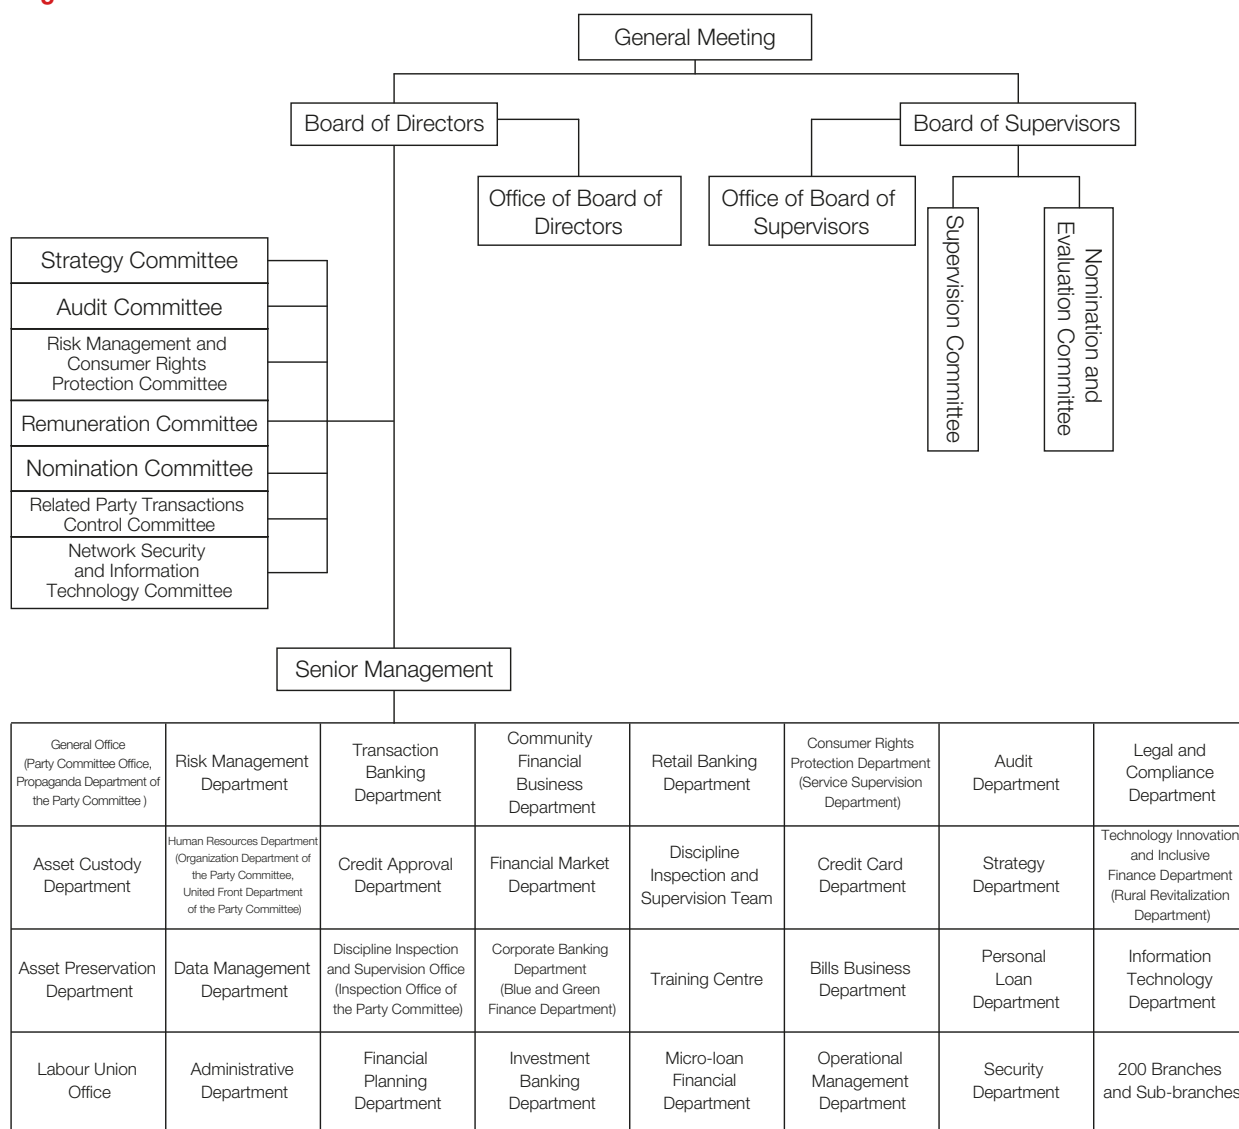 General Meeting
Board of Directors
Board of Supervisors
Office of Board of
Directors
Office of Board of
Supervisors
Supervision Committee
Nomination and
Evaluation Committee
Strategy Committee
Audit Committee
Risk Management and
Consumer Rights
Protection Committee
Remuneration Committee
Nomination Committee
Related Party Transactions
Control Committee
Network Security
and Information
Technology Committee
Senior Management
General Office
(Party Committee Office,
Propaganda Department of
the Party Committee )
Risk Management
Department
Transaction
Banking
Department
Community
Financial
Business
Department
Retail Banking
Department
Consumer Rights
Protection Department
(Service Supervision
Department)
Audit
Department
Legal and
Compliance
Department
Asset Custody
Department
Human Resources Department
(Organization Department of
the Party Committee,
United Front Department
of the Party Committee)
Credit Approval
Department
Financial Market
Department
Discipline
Inspection and
Supervision Team
Credit Card
Department
Strategy
Department
Technology Innovation
and Inclusive
Finance Department
(Rural Revitalization
Department)
Asset Preservation
Department
Data Management
Department
Discipline Inspection
and Supervision Office
(Inspection Office of
the Party Committee)
Corporate Banking
Department
(Blue and Green
Finance Department)
Training Centre
Bills Business
Department
Personal
Loan
Department
Information
Technology
Department
Labour Union
Office
Administrative
Department
Financial
Planning
Department
Investment
Banking
Department
Micro-loan
Financial
Department
Operational
Management
Department
Security
Department
200 Branches
and Sub-branches